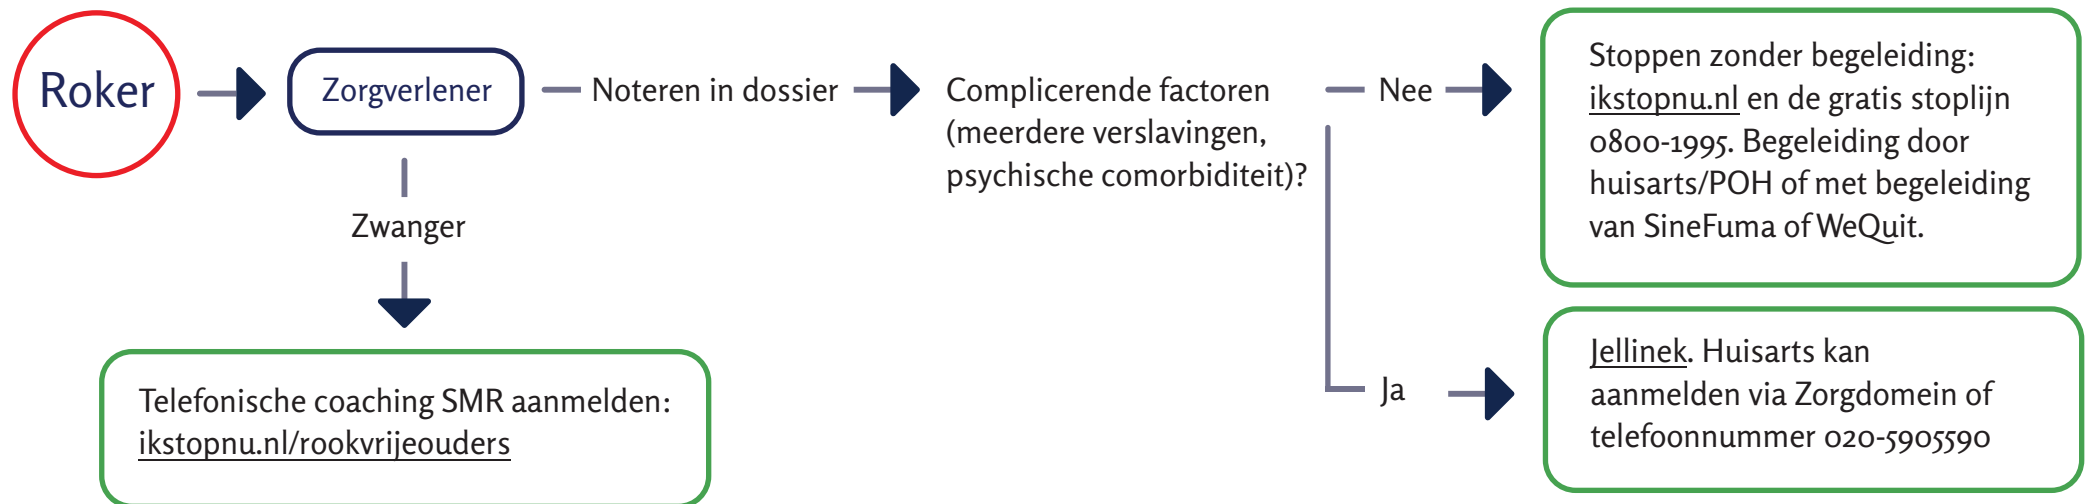 Roker
Zorgverlener
Noteren in dossier
Complicerende factoren
(meerdere verslavingen,
psychische comorbiditeit)?
Nee
Stoppen zonder begeleiding:
ikstopnu.nl en de gratis stoplijn
0800-1995. Begeleiding door
huisarts/POH of met begeleiding
van SineFuma of WeQuit.
Zwanger
Telefonische coaching SMR aanmelden:
ikstopnu.nl/rookvrijeouders
Ja
Jellinek. Huisarts kan
aanmelden via Zorgdomein of
telefoonnummer 020-5905590